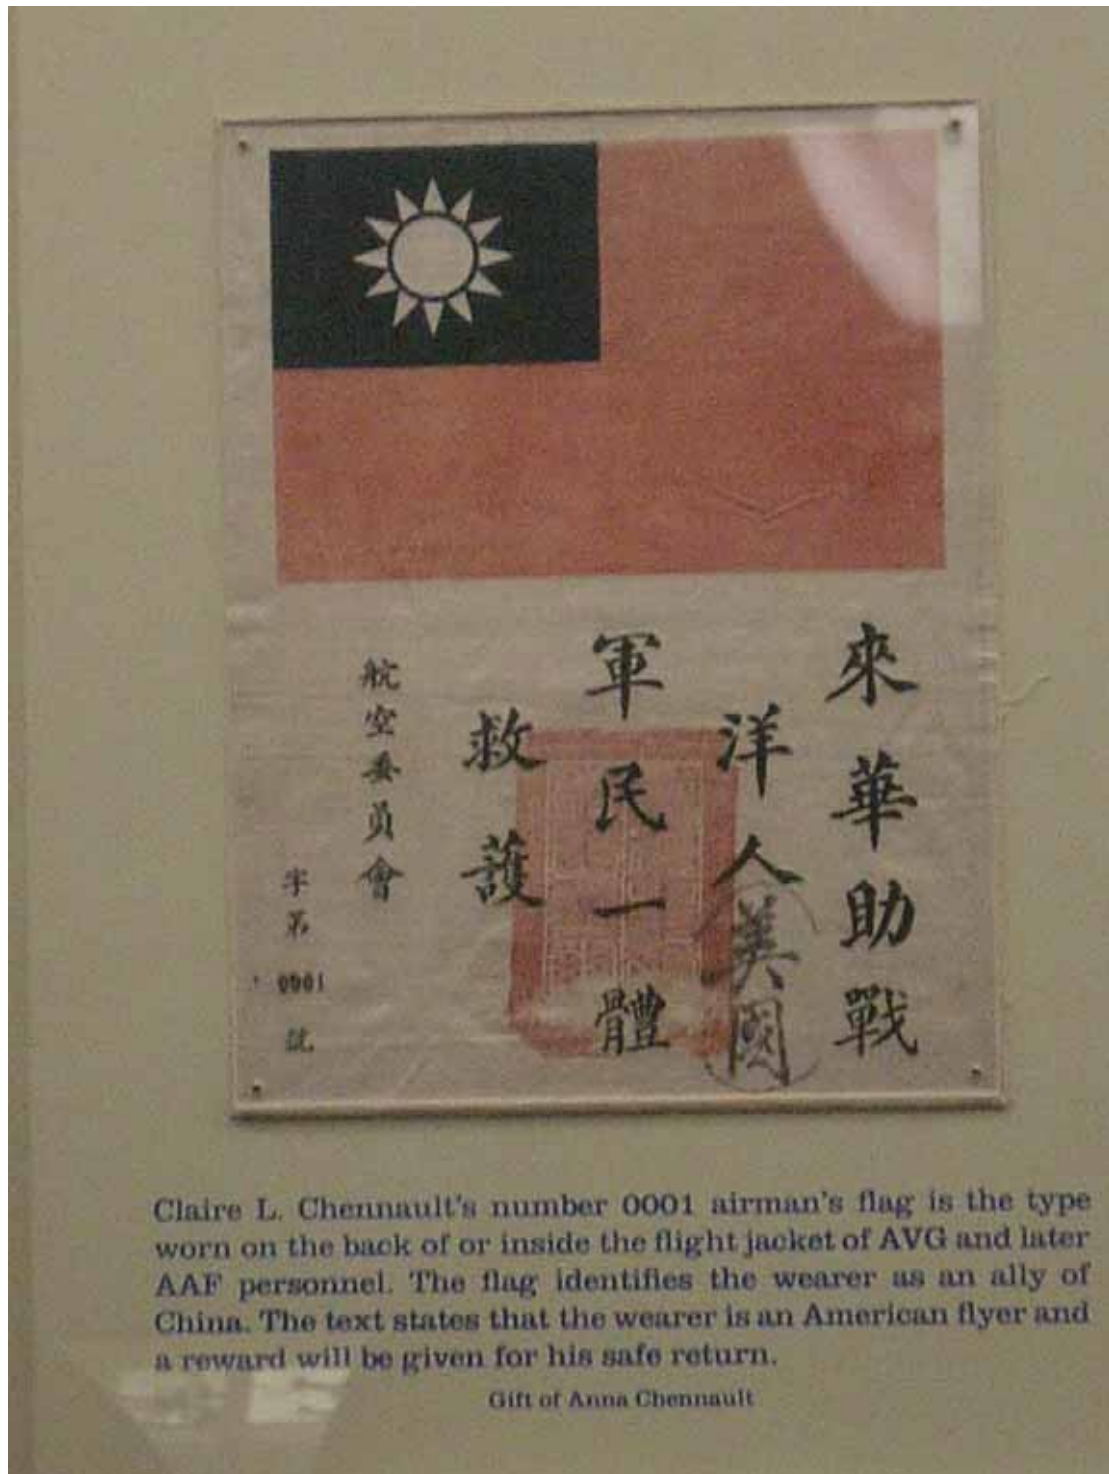 來華助戰
洋人美國
軍民一體
救護
航空委員會
字第0001號
Claire L. Chennault's number 0001 airman's flag is the type
worn on the back of or inside the flight jacket of AVG and later
AAF personnel. The flag identifies the wearer as an ally of
China. The text states that the wearer is an American flyer and
a reward will be given for his safe return.
Gift of Anna Chennault